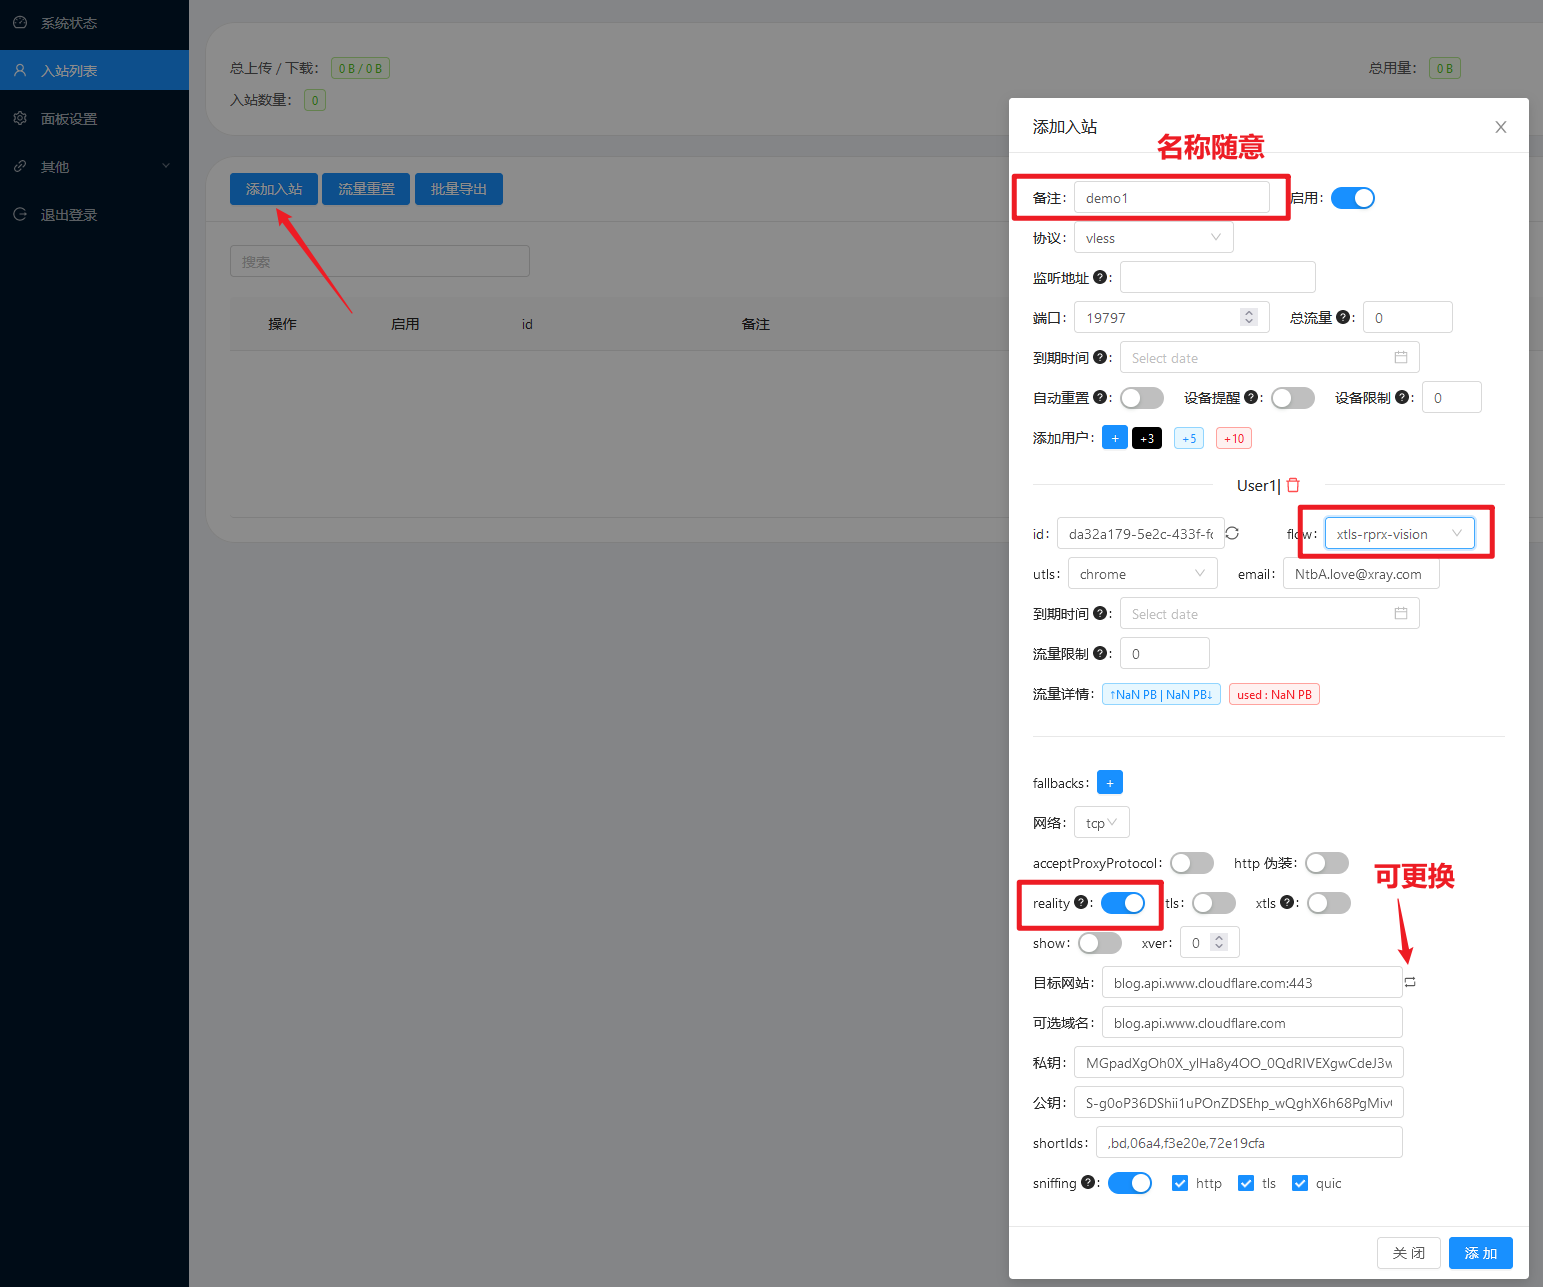 系统状态
入站列表
面板设置
其他
退出登录
总上传 / 下载： 0 B / 0 B
总用量： 0 B
入站数量： 0
添加入站 流量重置 批量导出
搜索
操作 启用 id 备注
添加入站
名称随意
备注： demo1 启用：
协议： vless
监听地址 ? :
端口： 19797 总流量 ? : 0
到期时间 ? : Select date
自动重置 ? : 设备提醒 ? : 设备限制 ? : 0
添加用户： + +3 +5 +10
User1|
id： da32a179-5e2c-433f-fc flow： xtls-rprx-vision
utls： chrome email： NtbA.love@xray.com
到期时间 ? : Select date
流量限制 ? : 0
流量详情： ↑NaN PB | NaN PB↓ used : NaN PB
fallbacks： +
网络： tcp
acceptProxyProtocol： http 伪装：
可更换
reality ? : tls： xtls ? :
show： xver： 0
目标网站： blog.api.www.cloudflare.com:443
可选域名： blog.api.www.cloudflare.com
私钥： MGpadXgOh0X_ylHa8y4OO_0QdRIVEXgwCdeJ3w
公钥： S-g0oP36DShii1uPOnZDSEhp_wQghX6h68PgMiv
shortIds： ,bd,06a4,f3e20e,72e19cfa
sniffing ? : http tls quic
关 闭 添 加